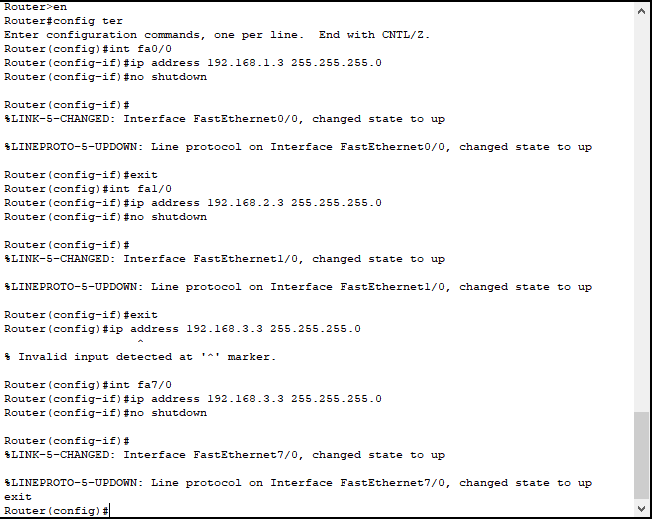 Router>en
Router#config ter
Enter configuration commands, one per line.  End with CNTL/Z.
Router(config)#int fa0/0
Router(config-if)#ip address 192.168.1.3 255.255.255.0
Router(config-if)#no shutdown

Router(config-if)#
%LINK-5-CHANGED: Interface FastEthernet0/0, changed state to up

%LINEPROTO-5-UPDOWN: Line protocol on Interface FastEthernet0/0, changed state to up

Router(config-if)#exit
Router(config)#int fa1/0
Router(config-if)#ip address 192.168.2.3 255.255.255.0
Router(config-if)#no shutdown

Router(config-if)#
%LINK-5-CHANGED: Interface FastEthernet1/0, changed state to up

%LINEPROTO-5-UPDOWN: Line protocol on Interface FastEthernet1/0, changed state to up

Router(config-if)#exit
Router(config)#ip address 192.168.3.3 255.255.255.0
                   ^
% Invalid input detected at '^' marker.

Router(config)#int fa7/0
Router(config-if)#ip address 192.168.3.3 255.255.255.0
Router(config-if)#no shutdown

Router(config-if)#
%LINK-5-CHANGED: Interface FastEthernet7/0, changed state to up

%LINEPROTO-5-UPDOWN: Line protocol on Interface FastEthernet7/0, changed state to up
exit
Router(config)#